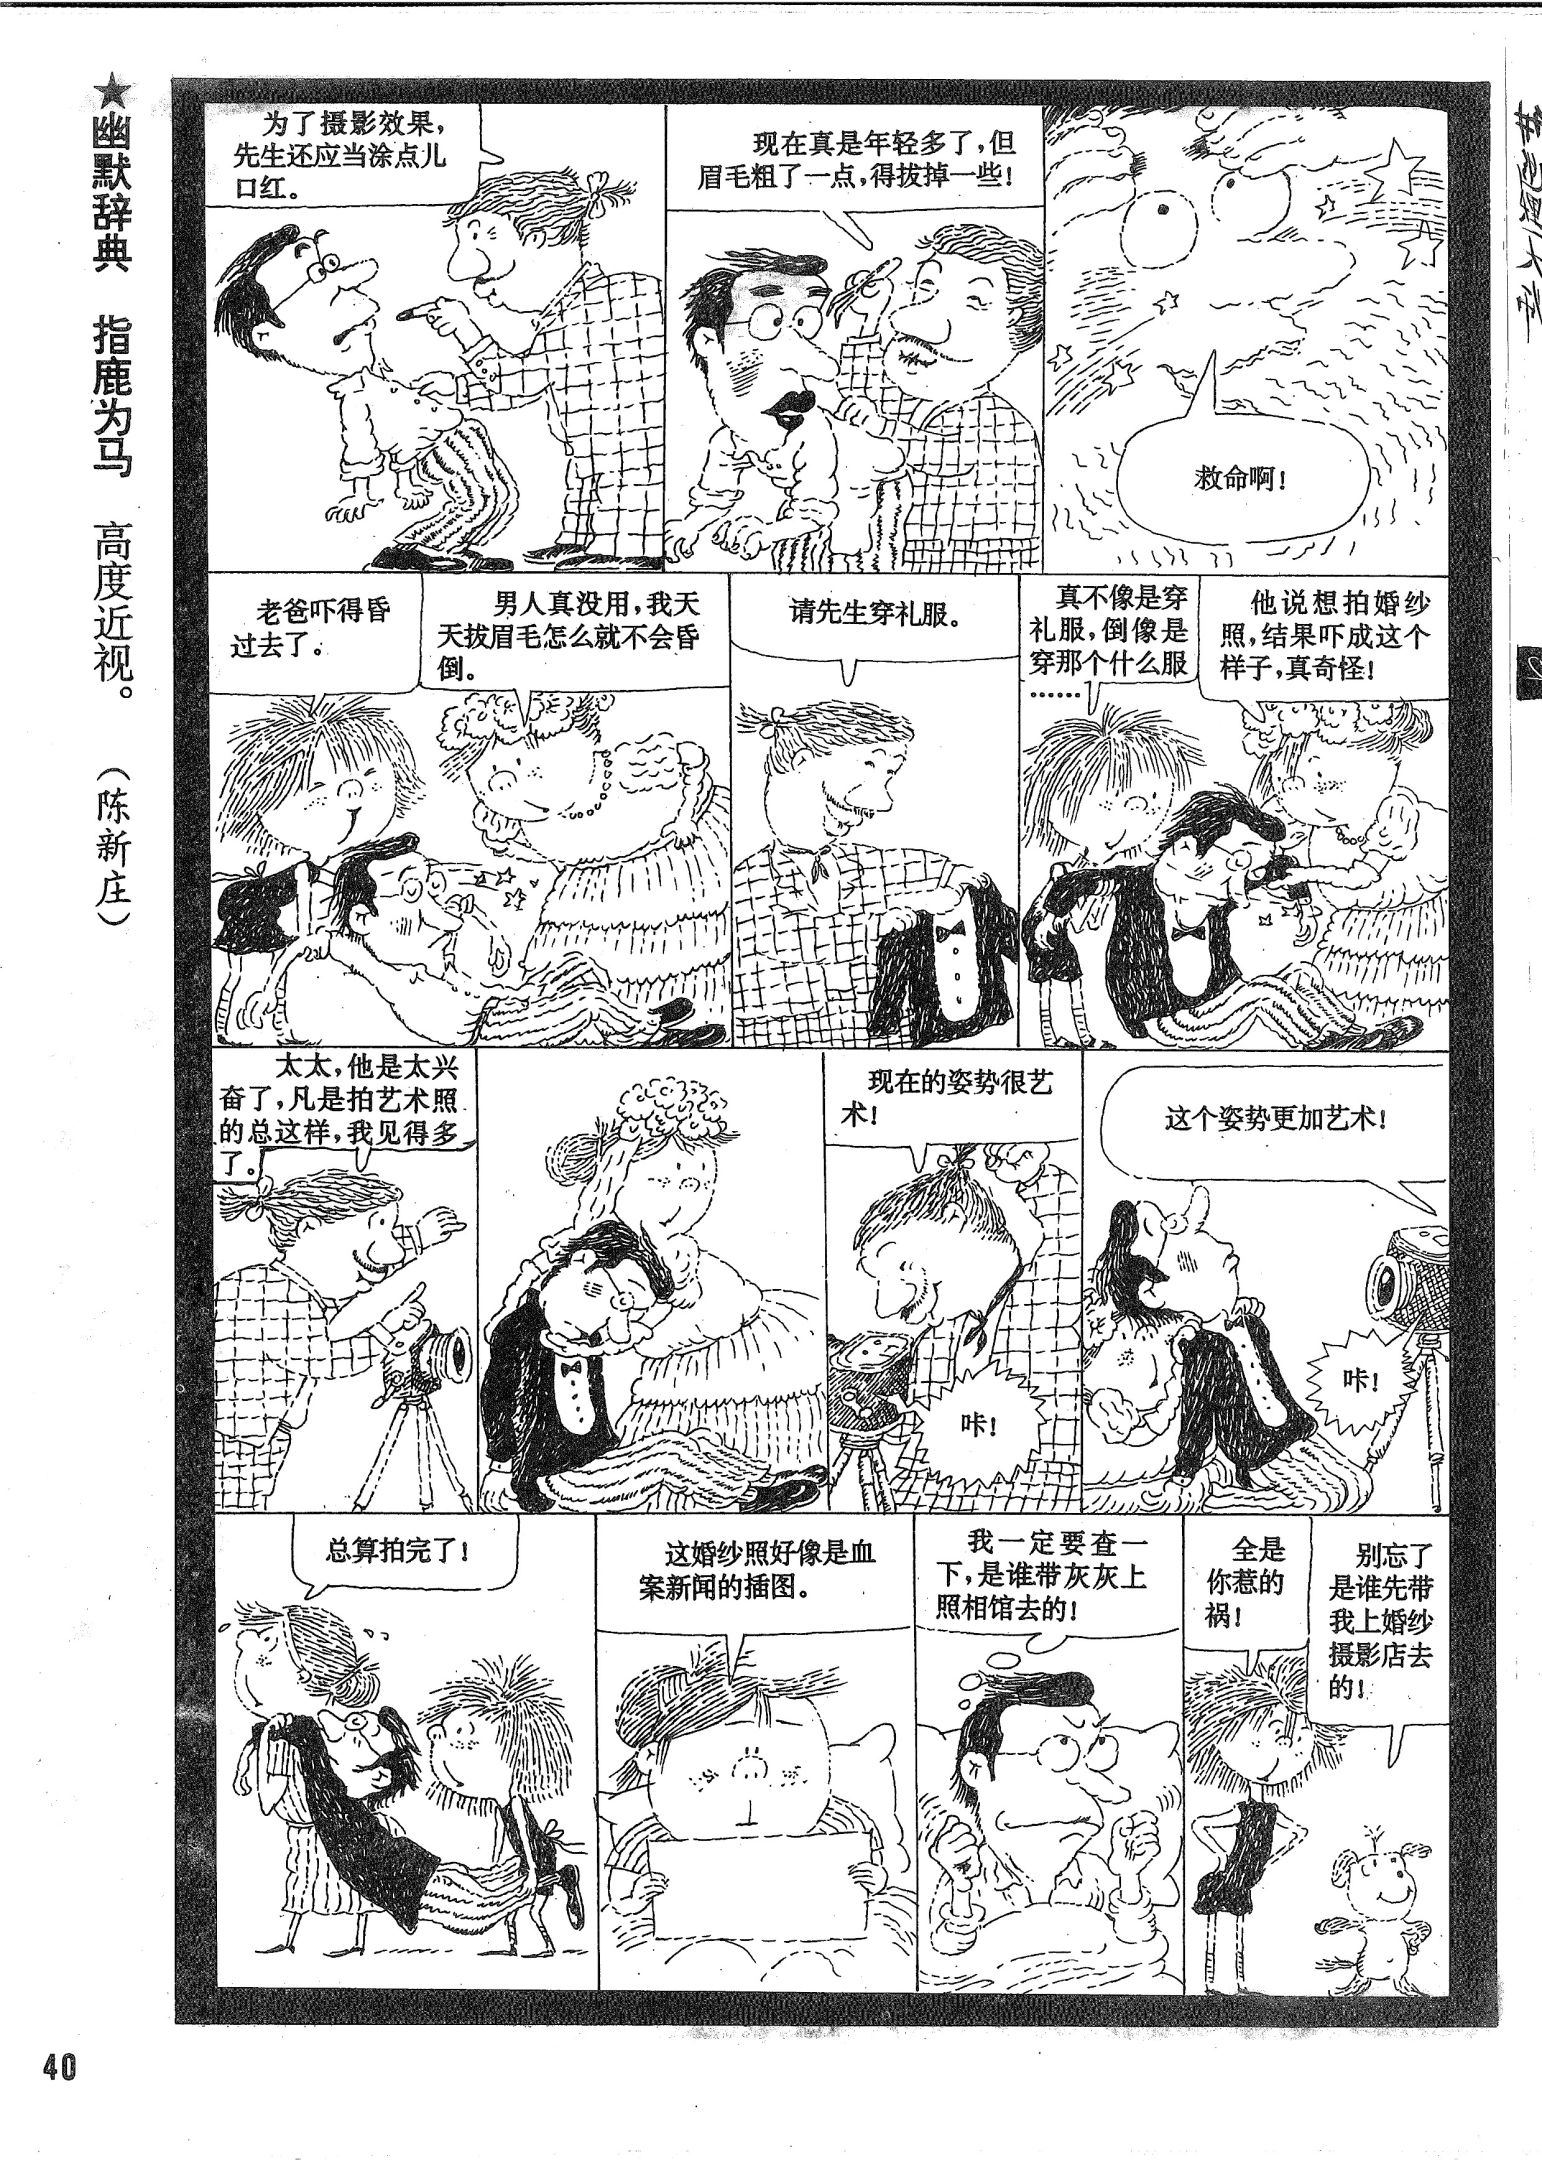 ★幽默辞典 指鹿为马 高度近视。 (陈新庄)
为了摄影效果，
先生还应当涂点儿
口红。
现在真是年轻多了，但
眉毛粗了一点，得拔掉一些！
救命啊！
老爸吓得昏
过去了。
男人真没用，我天
天拔眉毛怎么就不会昏
倒。
请先生穿礼服。
真不像是穿
礼服，倒像是
穿那个什么服
……
他说想拍婚纱
照，结果吓成这个
样子，真奇怪！
太太，他是太兴
奋了，凡是拍艺术照
的总这样，我见得多
了。
现在的姿势很艺
术！
咔！
这个姿势更加艺术！
咔！
总算拍完了！
这婚纱照好像是血
案新闻的插图。
我一定要查一
下，是谁带灰灰上
照相馆去的！
全是
你惹的
祸！
别忘了
是谁先带
我上婚纱
摄影店去
的！
40